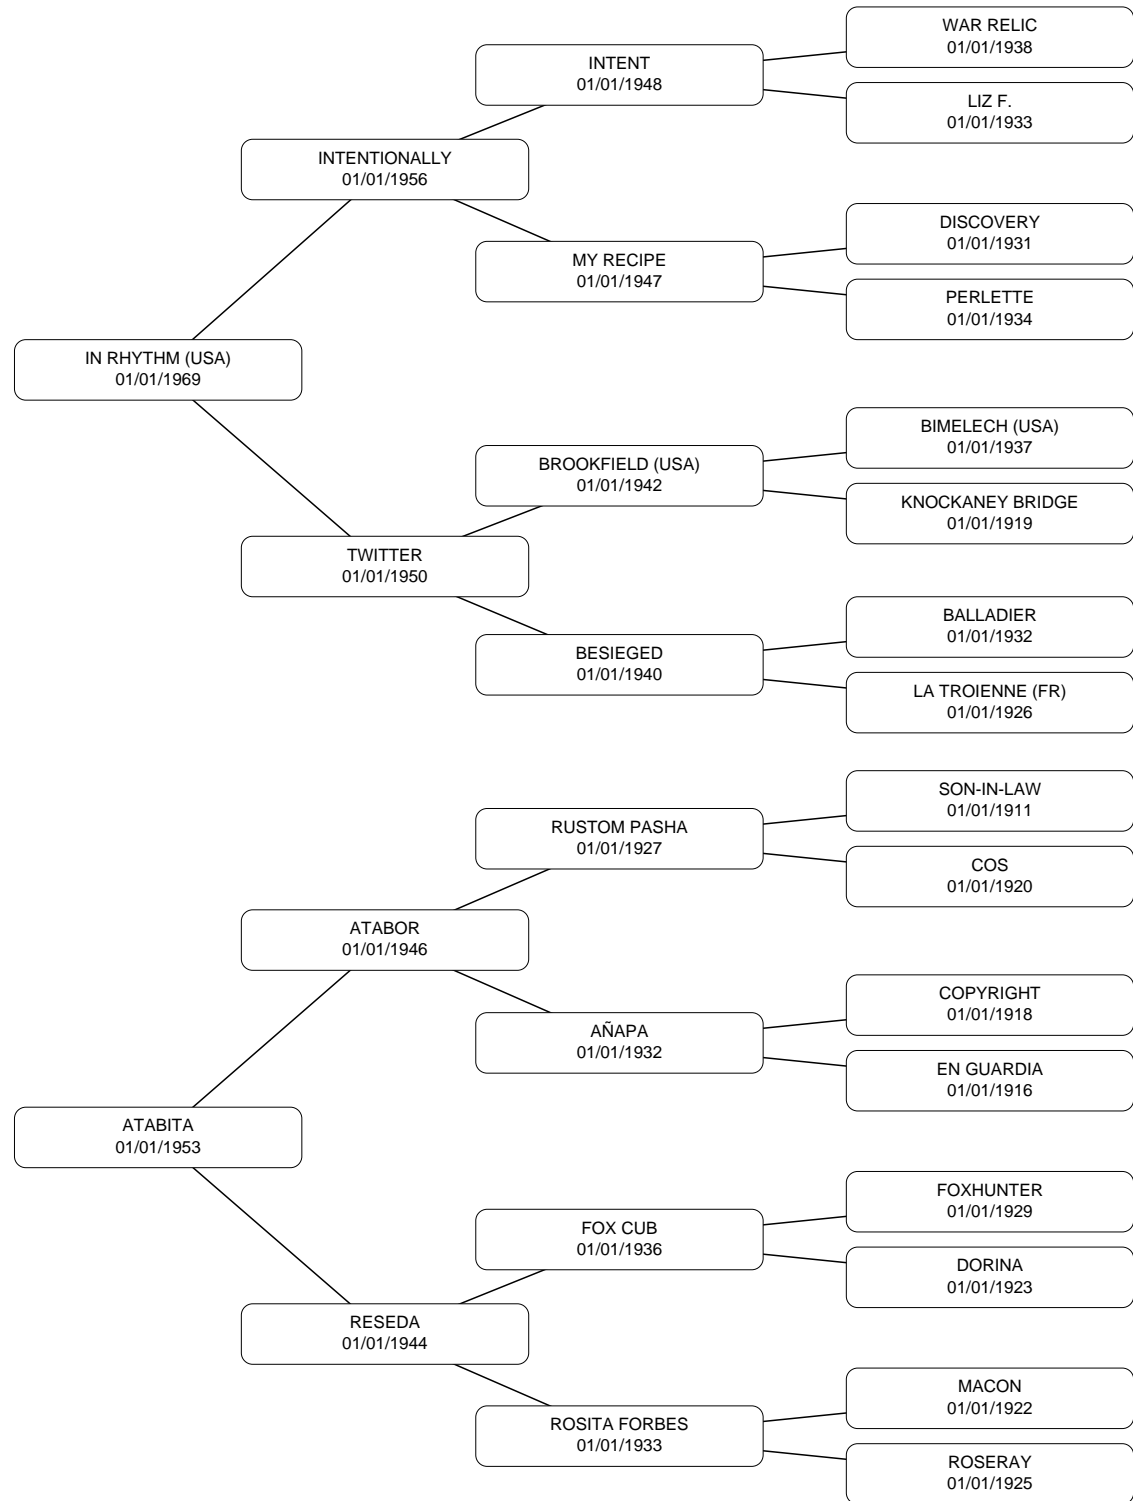 WAR RELIC
01/01/1938
INTENT
01/01/1948
LIZ F.
01/01/1933
INTENTIONALLY
01/01/1956
DISCOVERY
01/01/1931
MY RECIPE
01/01/1947
PERLETTE
01/01/1934
IN RHYTHM (USA)
01/01/1969
BIMELECH (USA)
01/01/1937
BROOKFIELD (USA)
01/01/1942
KNOCKANEY BRIDGE
01/01/1919
TWITTER
01/01/1950
BALLADIER
01/01/1932
BESIEGED
01/01/1940
LA TROIENNE (FR)
01/01/1926
SON-IN-LAW
01/01/1911
RUSTOM PASHA
01/01/1927
COS
01/01/1920
ATABOR
01/01/1946
COPYRIGHT
01/01/1918
AÑAPA
01/01/1932
EN GUARDIA
01/01/1916
ATABITA
01/01/1953
FOXHUNTER
01/01/1929
FOX CUB
01/01/1936
DORINA
01/01/1923
RESEDA
01/01/1944
MACON
01/01/1922
ROSITA FORBES
01/01/1933
ROSERAY
01/01/1925